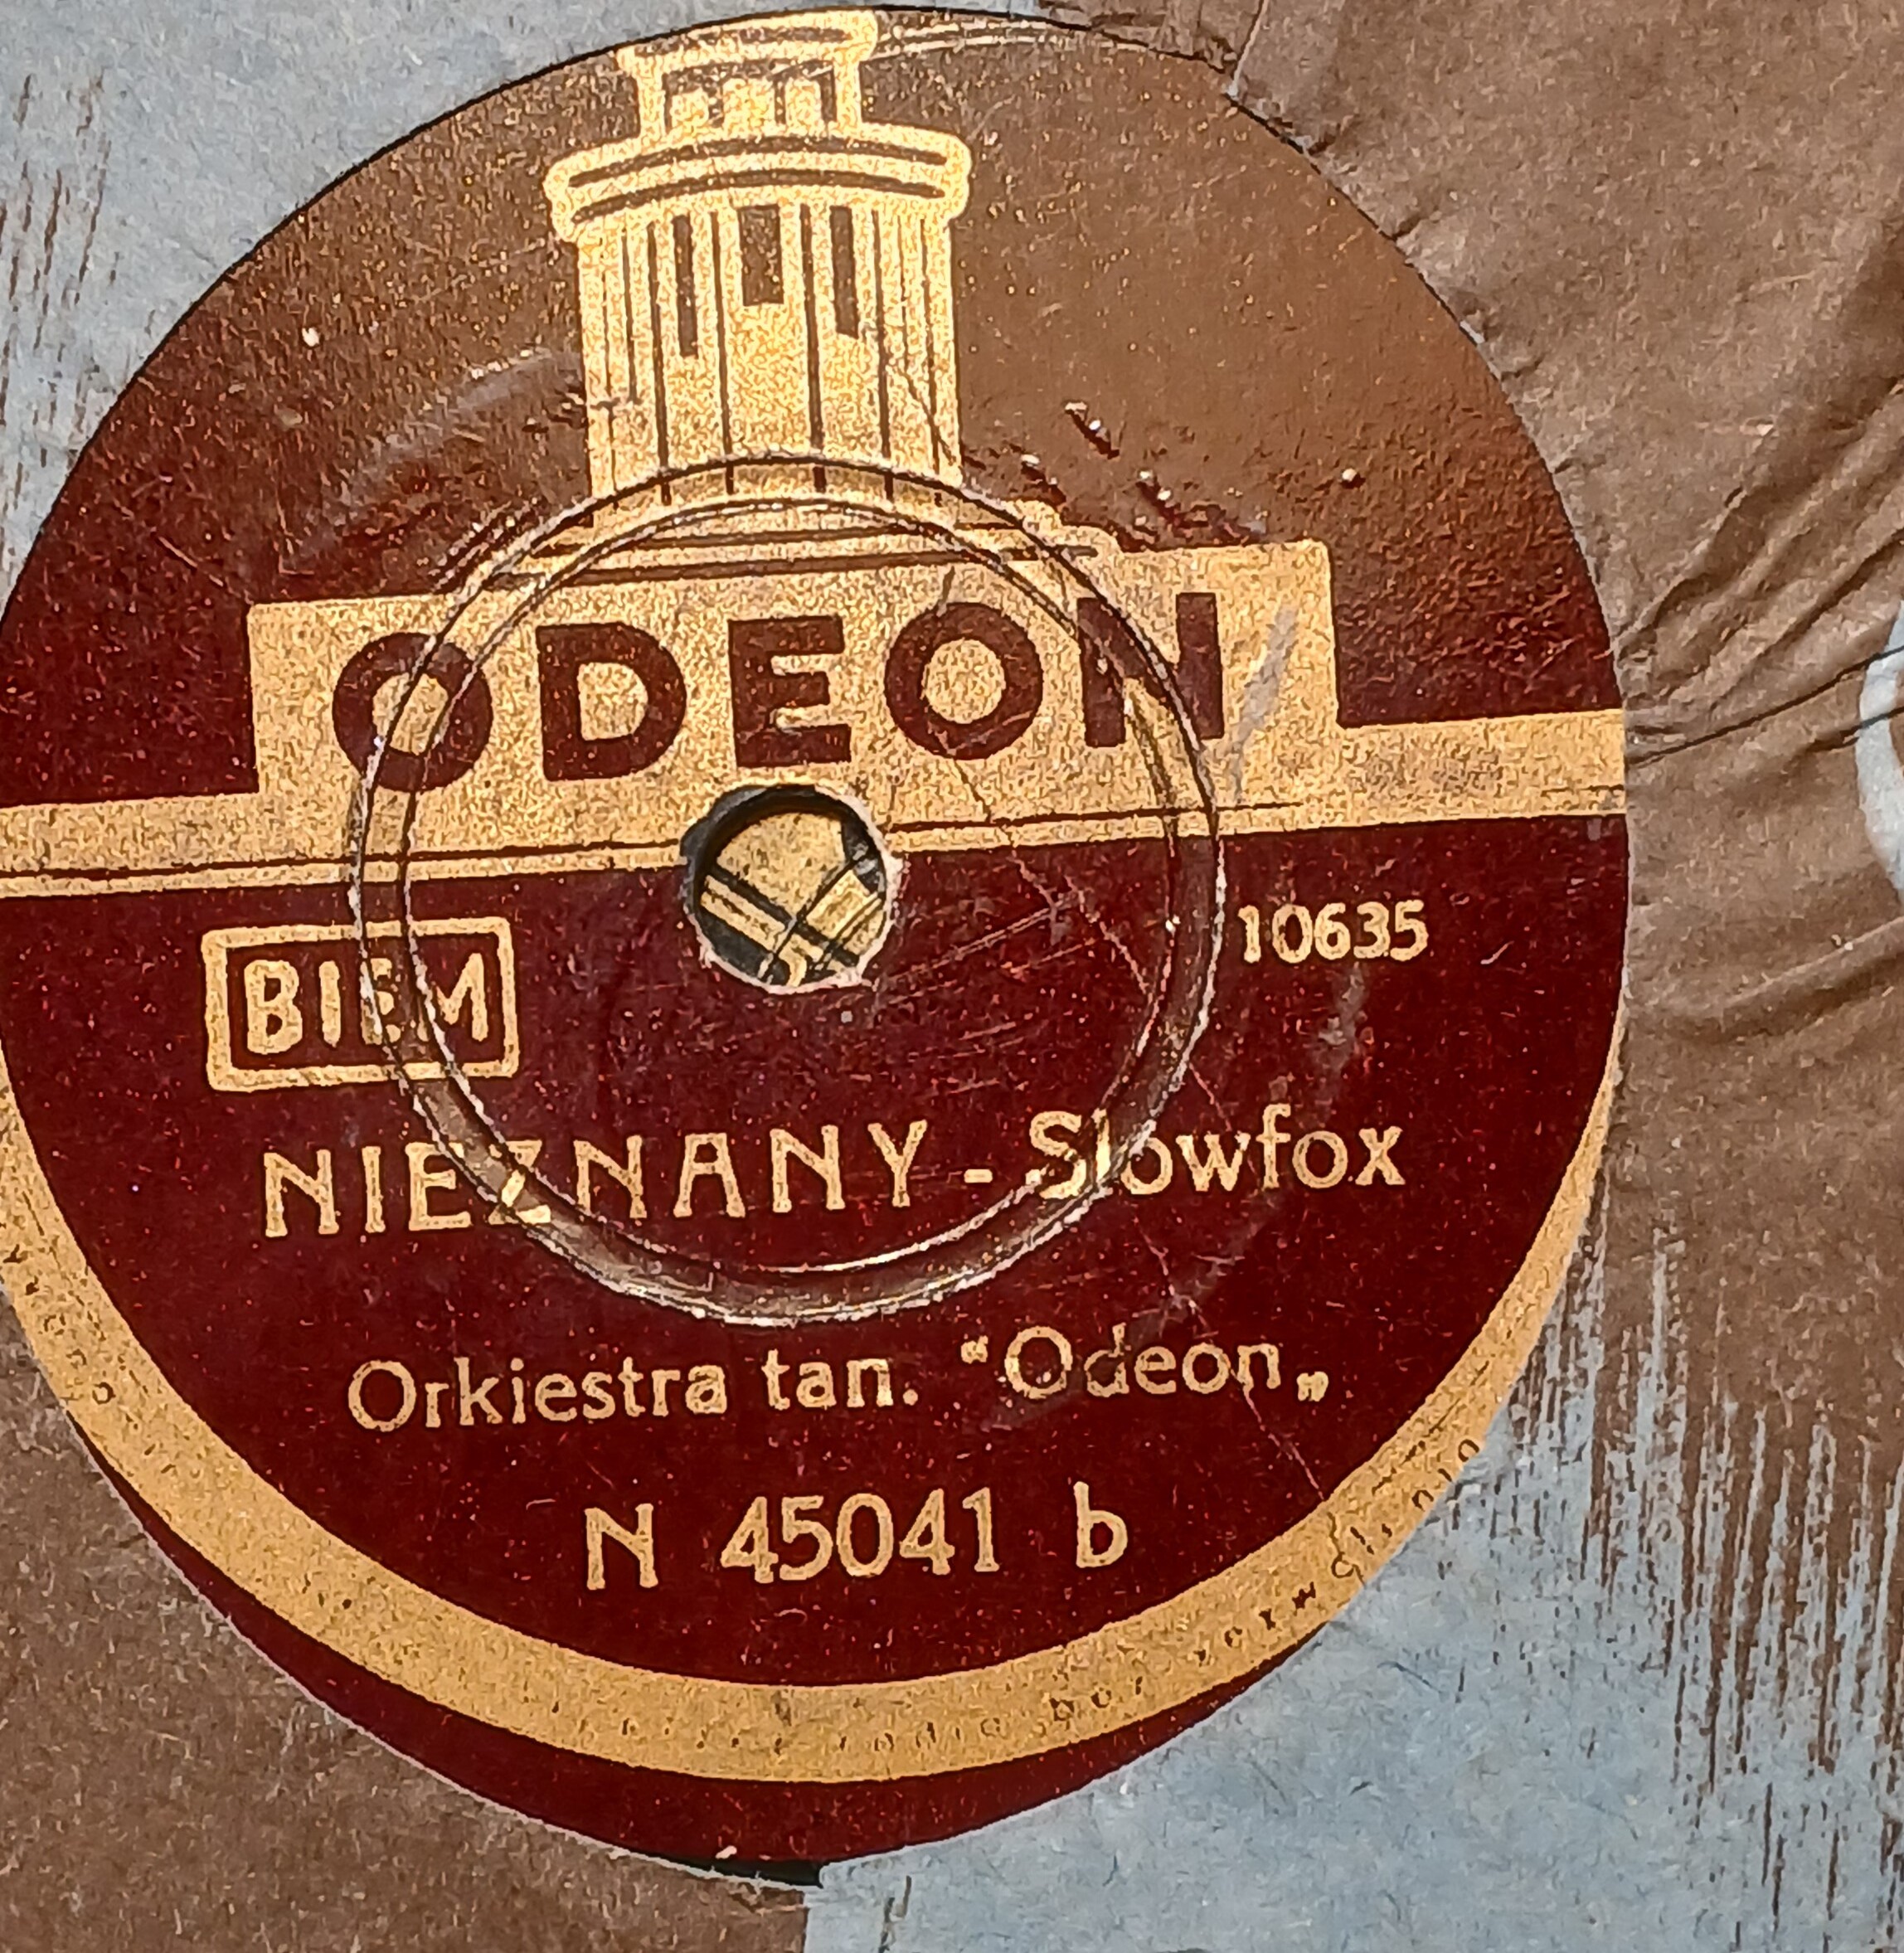 ODEON
BIEM
10635
NIEZNANY - Slowfox
Orkiestra tan. “Odeon„
N 45041 b